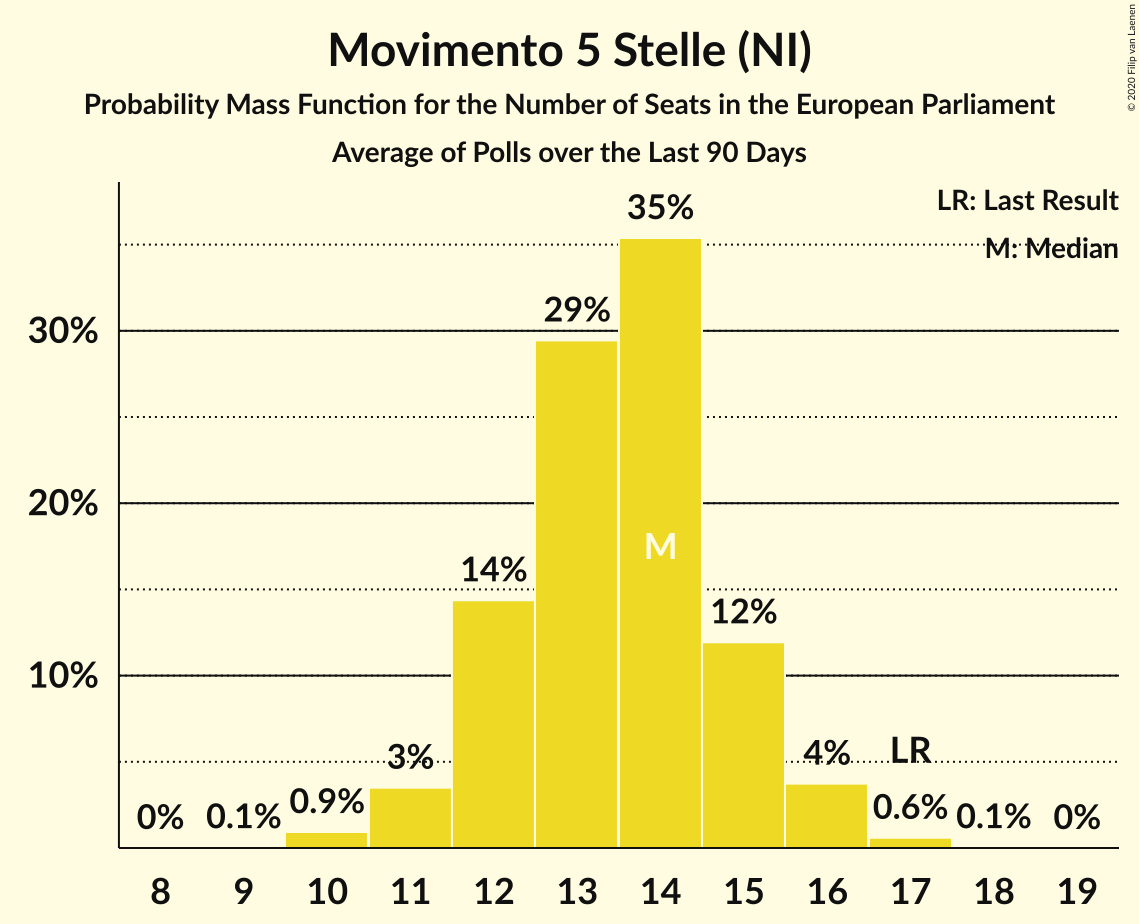 Movimento 5 Stelle (NI)
Probability Mass Function for the Number of Seats in the European Parliament
Average of Polls over the Last 90 Days
© 2020 Filip van Laenen
LR: Last Result
M: Median
30%
20%
10%
0%
0.1%
0.9%
3%
14%
29%
35%
M
12%
4%
LR
0.6%
0.1%
0%
8 9 10 11 12 13 14 15 16 17 18 19